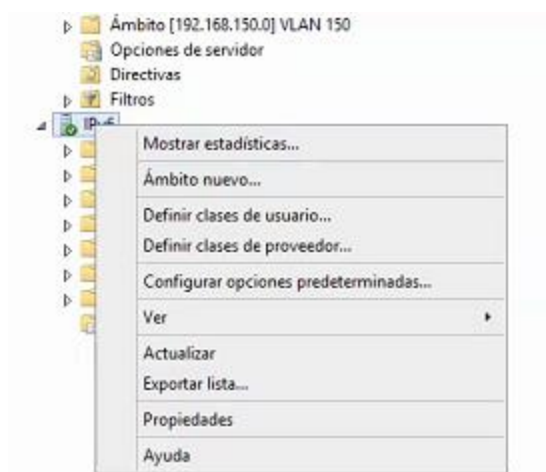 Ámbito [192.168.150.0] VLAN 150
Opciones de servidor
Directivas
Filtros
IPv6
Mostrar estadísticas...
Ámbito nuevo...
Definir clases de usuario...
Definir clases de proveedor...
Configurar opciones predeterminadas...
Ver
Actualizar
Exportar lista...
Propiedades
Ayuda